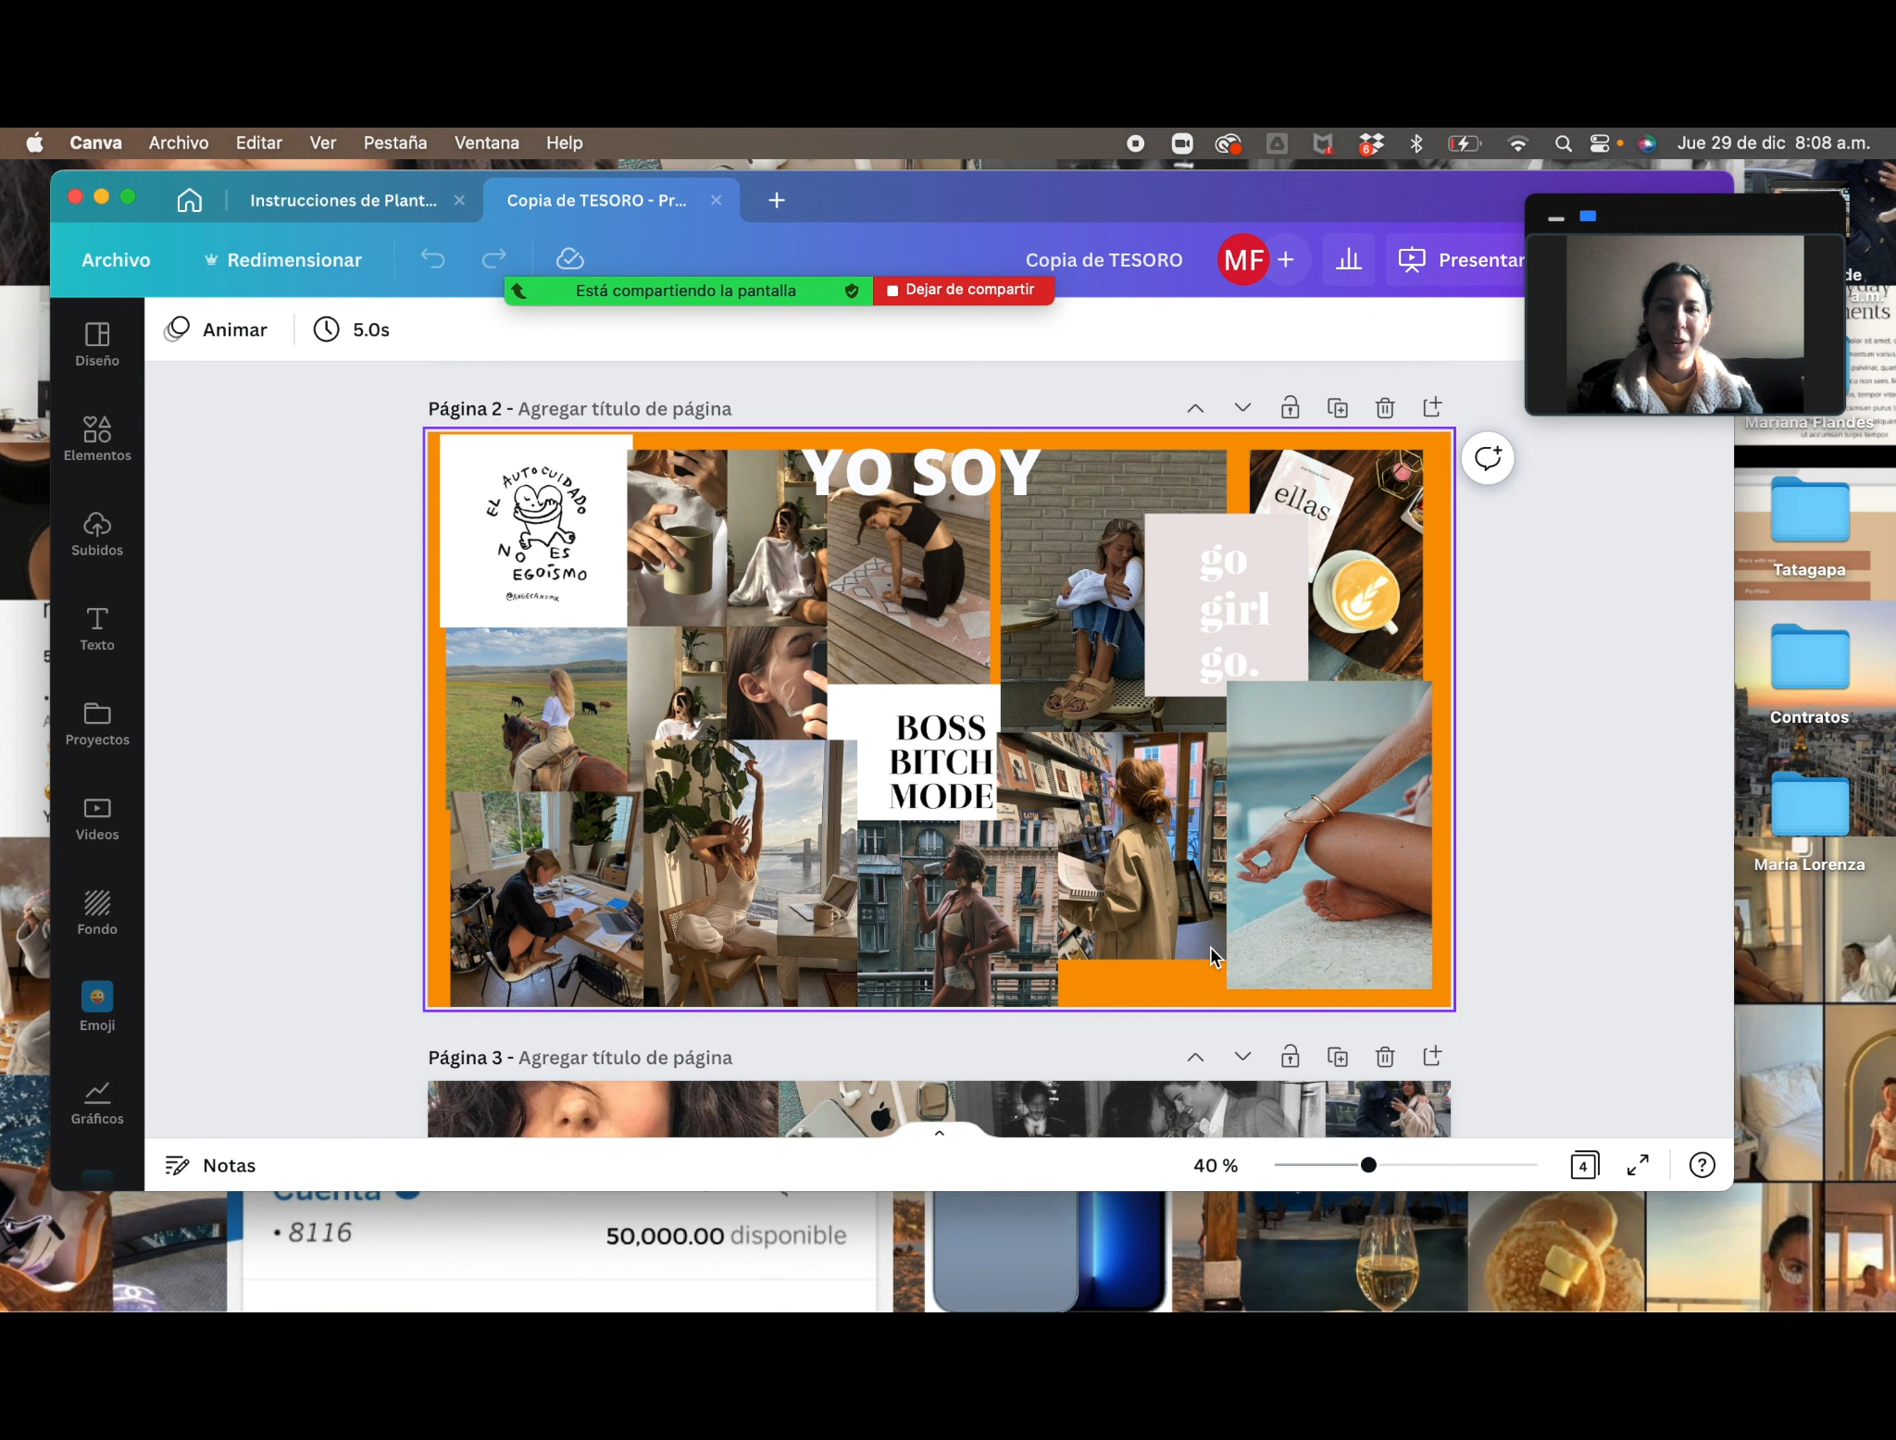 Canva Archivo Editar Ver Pestaña Ventana Help
6
Jue 29 de dic 8:08 a.m.
Instrucciones de Plant...
Copia de TESORO - Pr...
Archivo
Redimensionar
Copia de TESORO
MF
Presentar
Está compartiendo la pantalla
Dejar de compartir
Animar
5.0s
Diseño
Elementos
Subidos
Texto
Proyectos
Videos
Fondo
Emoji
Gráficos
Página 2 - Agregar título de página
YO SOY
EL AUTOCUIDADO
NO ES
EGOÍSMO
ellas
go
girl
go.
BOSS
BITCH
MODE
Página 3 - Agregar título de página
Notas
40 %
4
?
de
a.m.
Mariana Flandes
Tatagapa
Contratos
María Lorenza
Cuenta
• 8116
50,000.00 disponible